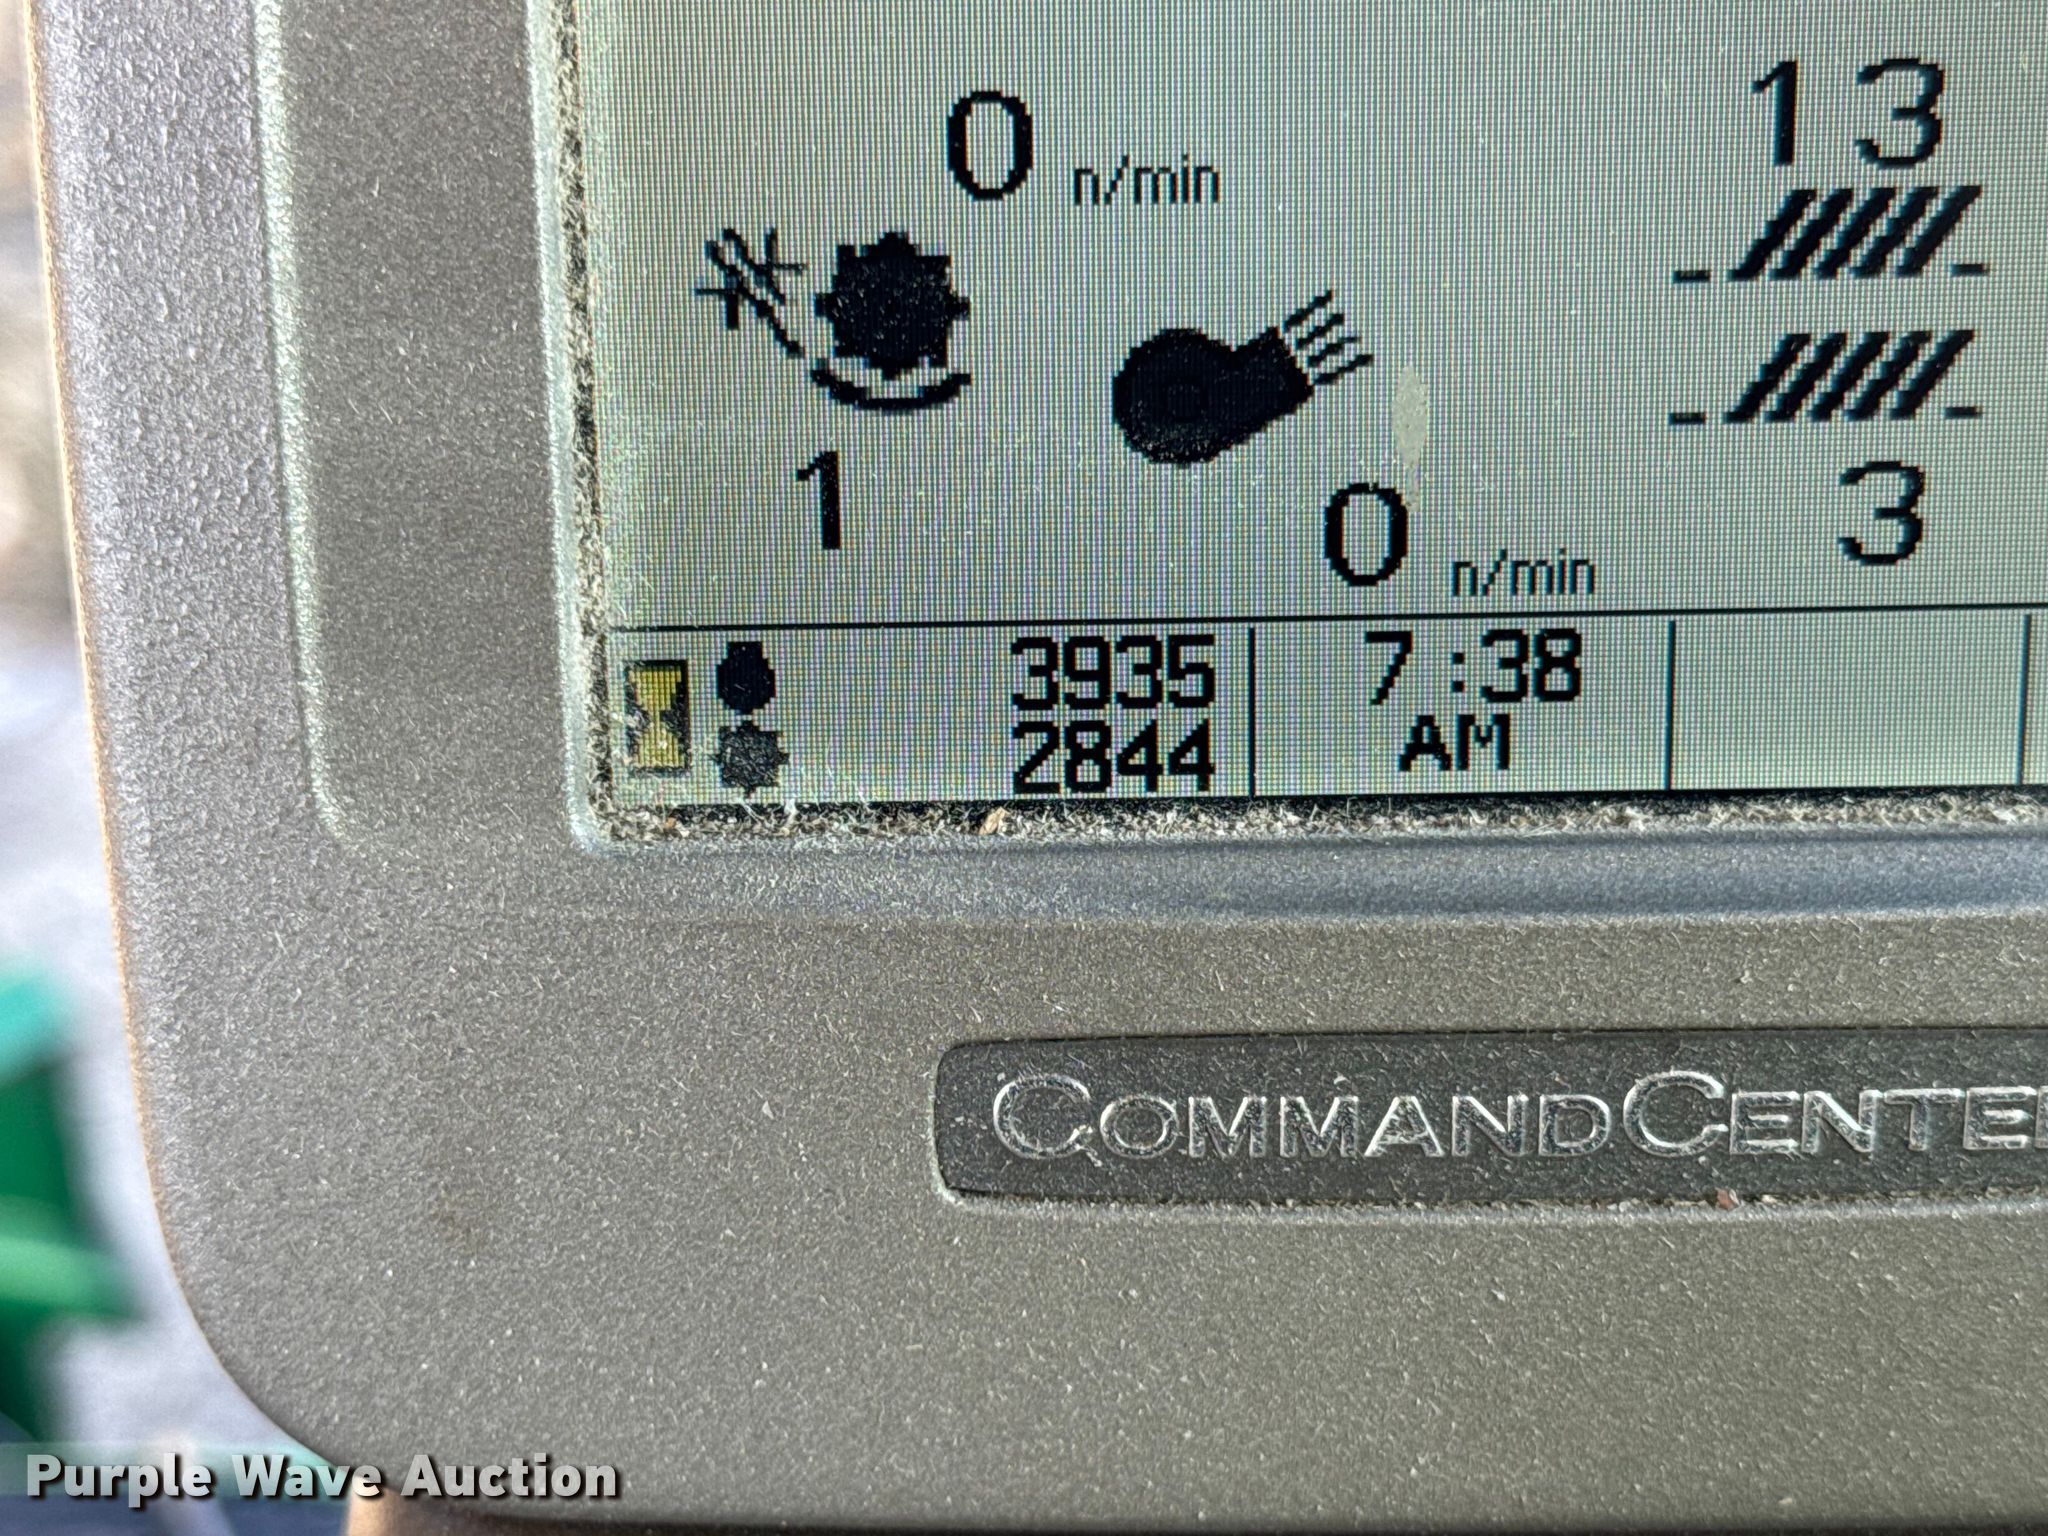 0 n/min
13
1
0 n/min
3
3935
7:38
2844
AM
COMMANDCENTE
Purple Wave Auction